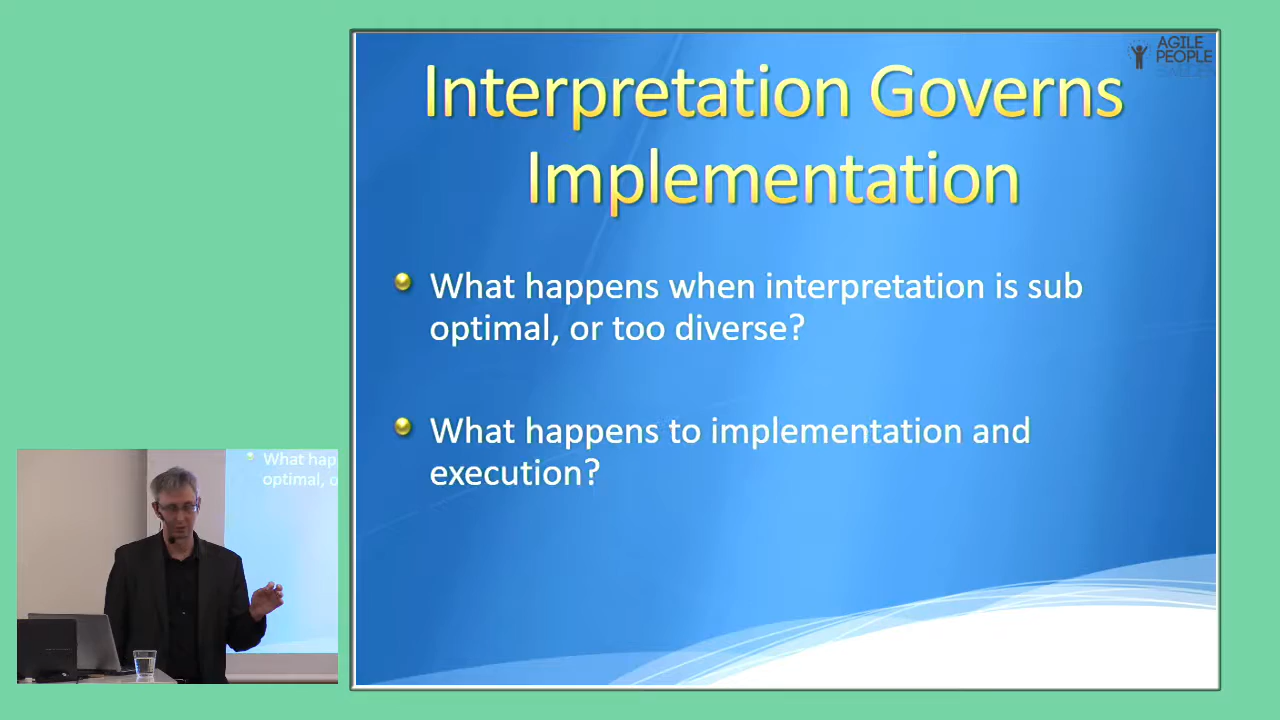 AGILE
PEOPLE
SWEDEN
Interpretation Governs
Implementation
What happens when interpretation is sub
optimal, or too diverse?
What happens to implementation and
execution?
What hap
optimal, o